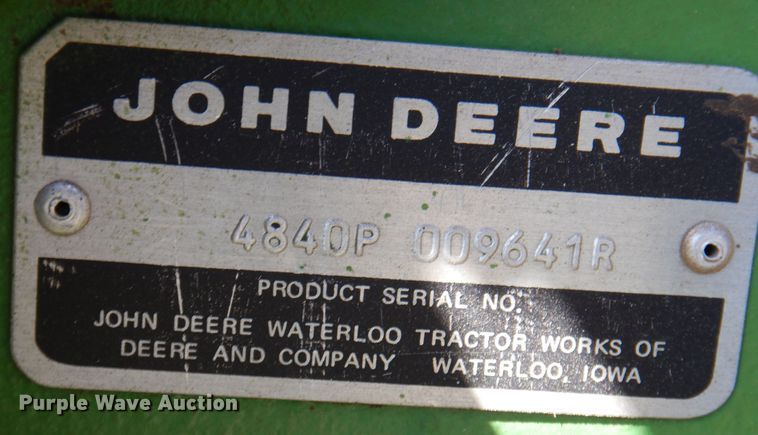 JOHN DEERE
4840P 009641R
PRODUCT SERIAL NO.
JOHN DEERE WATERLOO TRACTOR WORKS OF
DEERE AND COMPANY WATERLOO, IOWA
Purple Wave Auction